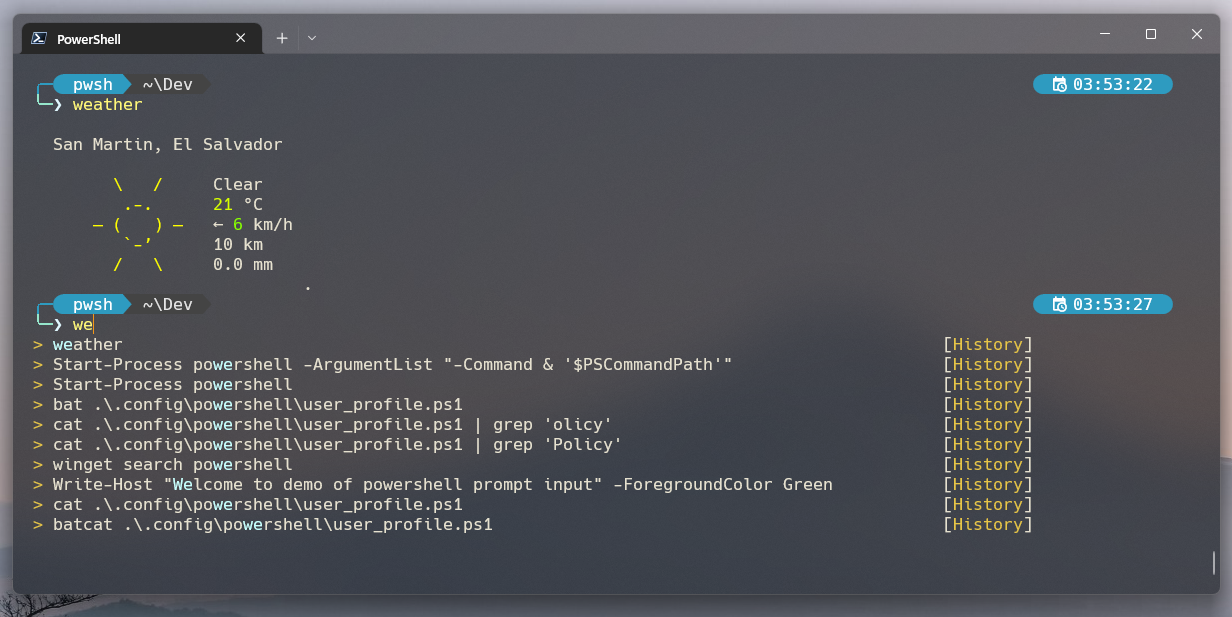 PowerShell
pwsh ~\Dev 03:53:22
❯ weather
San Martin, El Salvador
\   /     Clear
.-.      21 °C
― (   ) ―   ← 6 km/h
`-’      10 km
/   \     0.0 mm
.
pwsh ~\Dev 03:53:27
❯ we
> weather [History]
> Start-Process powershell -ArgumentList "-Command & '$PSCommandPath'" [History]
> Start-Process powershell [History]
> bat .\.config\powershell\user_profile.ps1 [History]
> cat .\.config\powershell\user_profile.ps1 | grep 'olicy' [History]
> cat .\.config\powershell\user_profile.ps1 | grep 'Policy' [History]
> winget search powershell [History]
> Write-Host "Welcome to demo of powershell prompt input" -ForegroundColor Green [History]
> cat .\.config\powershell\user_profile.ps1 [History]
> batcat .\.config\powershell\user_profile.ps1 [History]